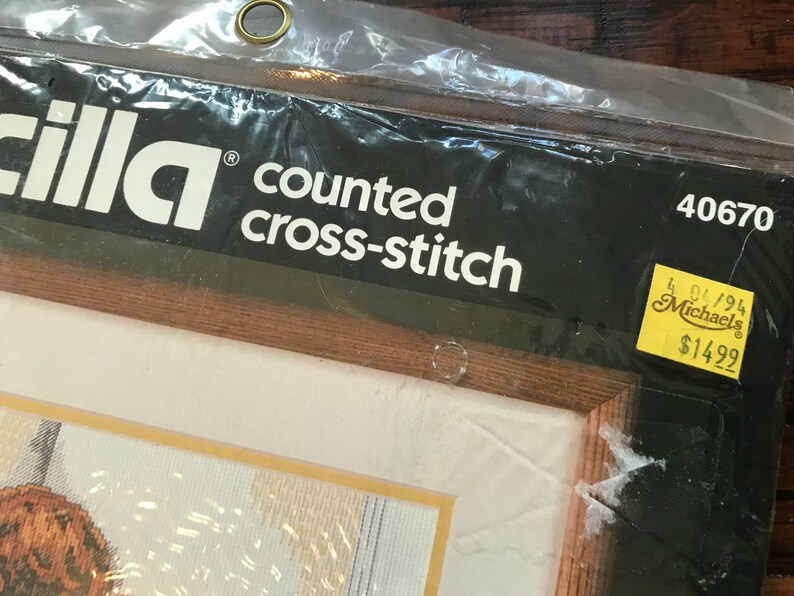 cilla®
counted
cross-stitch
40670
4 04/94
Michaels®
$14.99